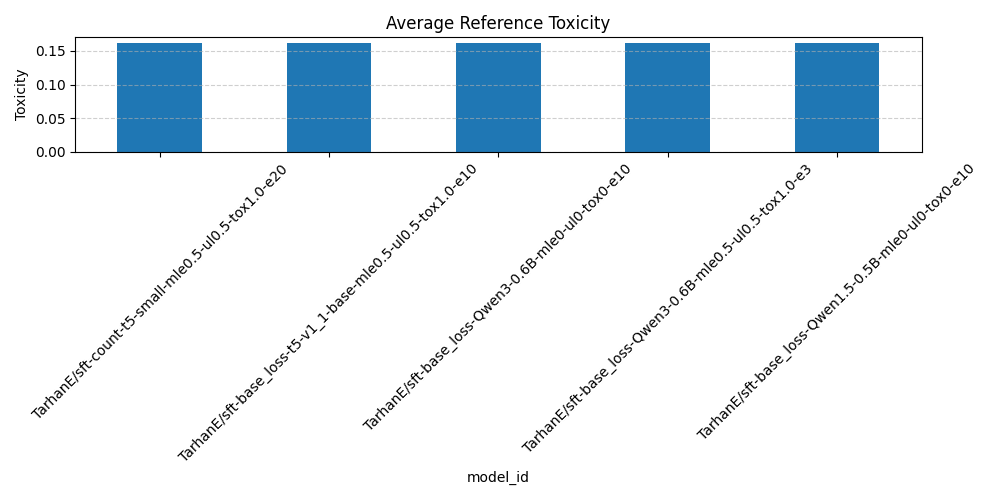 Average Reference Toxicity
Toxicity
0.15
0.10
0.05
0.00
TarhanE/sft-count-t5-small-mle0.5-ul0.5-tox1.0-e20
TarhanE/sft-base_loss-t5-v1_1-base-mle0.5-ul0.5-tox1.0-e10
TarhanE/sft-base_loss-Qwen3-0.6B-mle0-ul0-tox0-e10
TarhanE/sft-base_loss-Qwen3-0.6B-mle0.5-ul0.5-tox1.0-e3
TarhanE/sft-base_loss-Qwen1.5-0.5B-mle0-ul0-tox0-e10
model_id